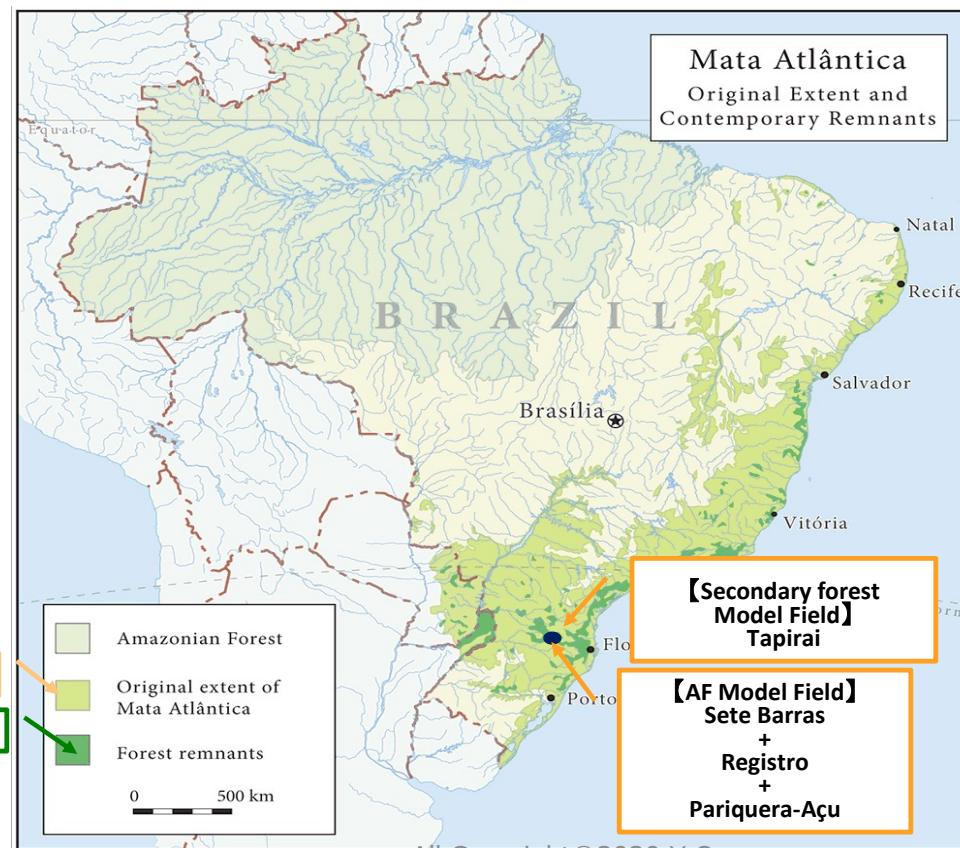 Mata Atlântica
Original Extent and
Contemporary Remnants
Equator
Natal
Recife
BRAZIL
Salvador
Brasília
Vitória
【Secondary forest
Model Field】
Tapirai
Amazonian Forest
Original extent of
Mata Atlântica
Forest remnants
0 500 km
【AF Model Field】
Sete Barras
+
Registro
+
Pariquera-Açu